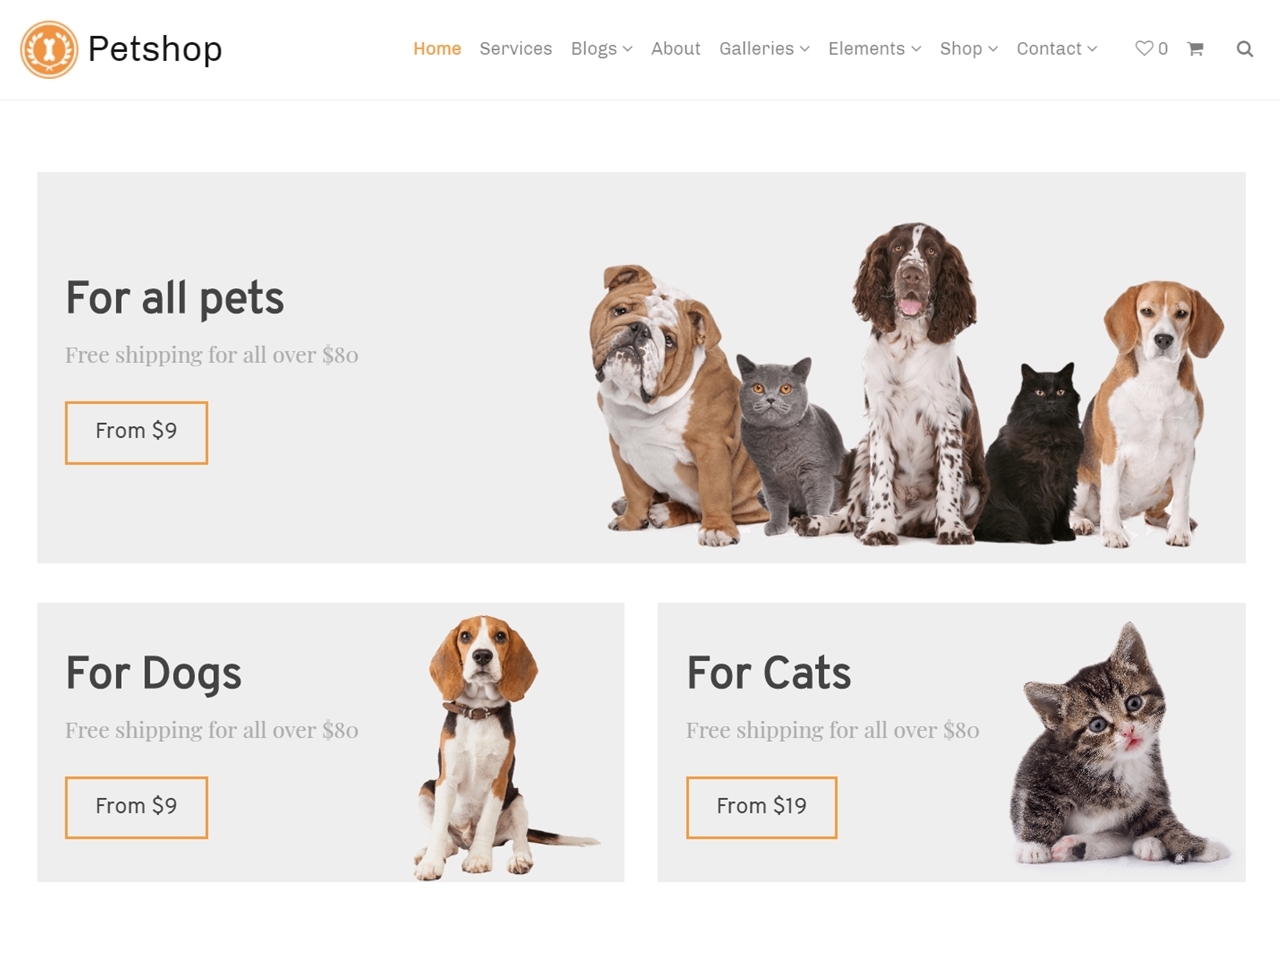 Petshop
Home Services Blogs About Galleries Elements Shop Contact 0
For all pets
Free shipping for all over $80
From $9
For Dogs
Free shipping for all over $80
From $9
For Cats
Free shipping for all over $80
From $19